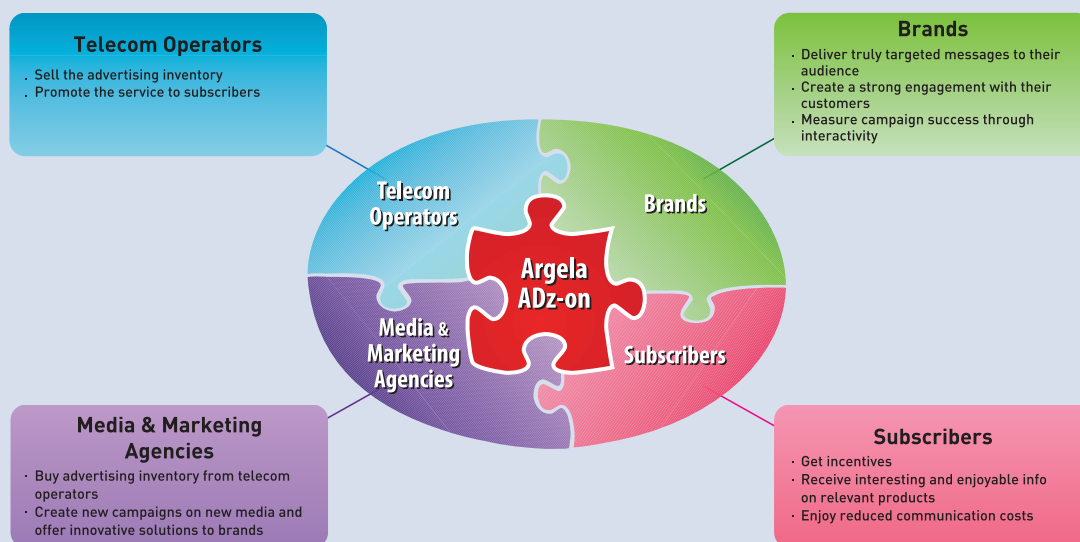 Telecom Operators
. Sell the advertising inventory
. Promote the service to subscribers
Brands
· Deliver truly targeted messages to their
audience
· Create a strong engagement with their
customers
· Measure campaign success through
interactivity
Telecom
Operators
Brands
Argela
ADz-on
Media &
Marketing
Agencies
Subscribers
Media & Marketing
Agencies
· Buy advertising inventory from telecom
operators
· Create new campaigns on new media and
offer innovative solutions to brands
Subscribers
· Get incentives
· Receive interesting and enjoyable info
on relevant products
· Enjoy reduced communication costs